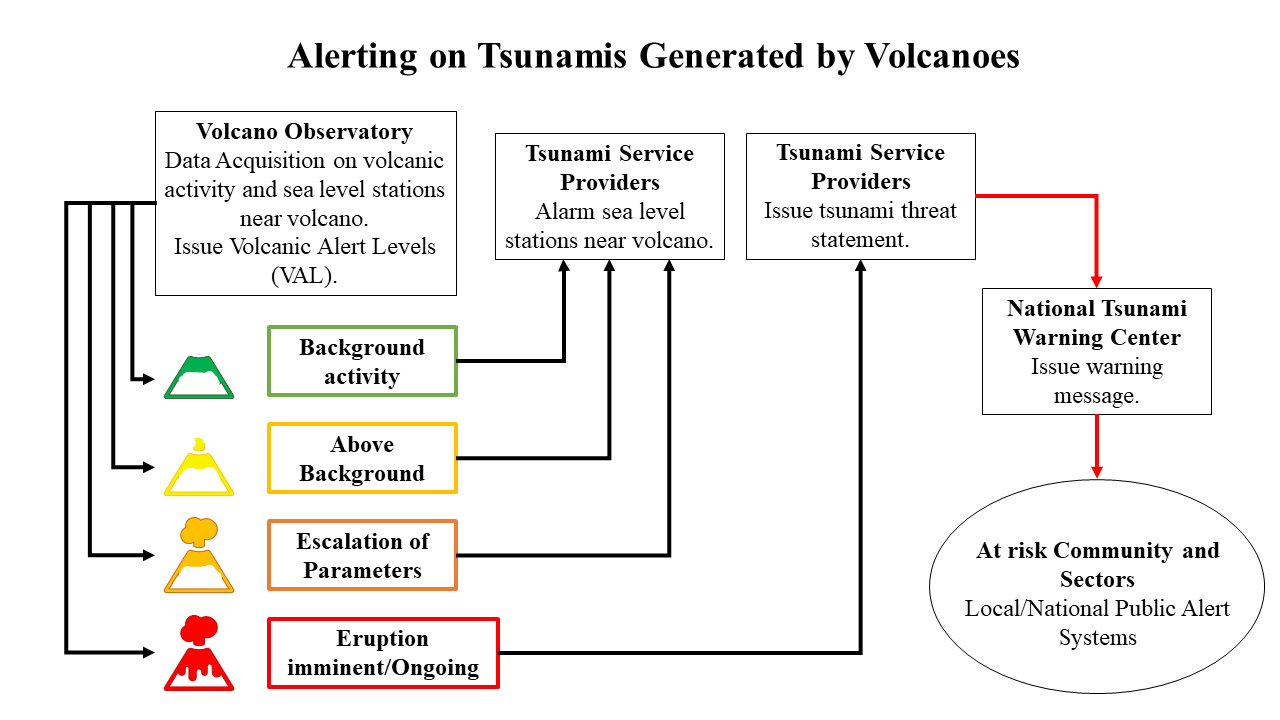 Alerting on Tsunamis Generated by Volcanoes
Volcano Observatory
Data Acquisition on volcanic
activity and sea level stations
near volcano.
Issue Volcanic Alert Levels
(VAL).
Tsunami Service
Providers
Alarm sea level
stations near volcano.
Tsunami Service
Providers
Issue tsunami threat
statement.
National Tsunami
Warning Center
Issue warning
message.
Background
activity
Above
Background
Escalation of
Parameters
Eruption
imminent/Ongoing
At risk Community and
Sectors
Local/National Public Alert
Systems